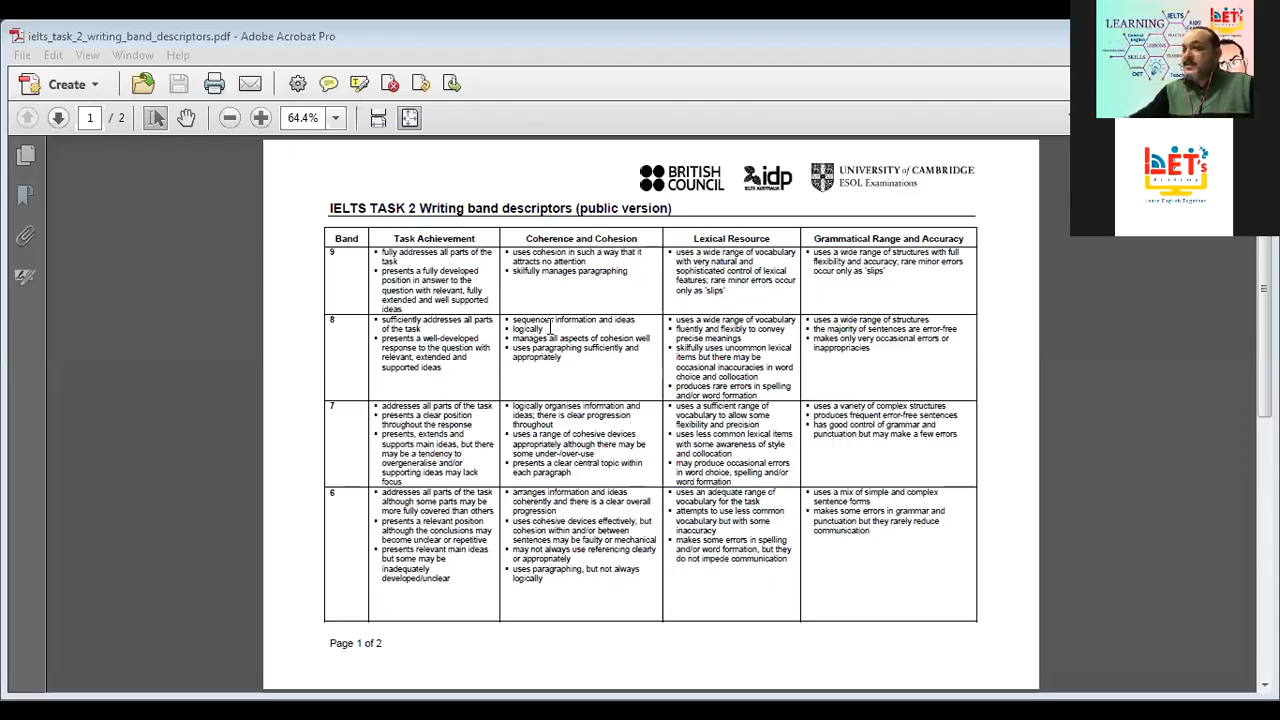 ielts_task_2_writing_band_descriptors.pdf - Adobe Acrobat Pro
File Edit View Window Help
Create
1 / 2 64.4%
LEARNING
IELTS
General English
LESSONS
SKILLS
OET
LET's
Academy
Learn English Together
BRITISH COUNCIL
idp
IELTS AUSTRALIA
UNIVERSITY of CAMBRIDGE
ESOL Examinations
IELTS TASK 2 Writing band descriptors (public version)
Band Task Achievement Coherence and Cohesion Lexical Resource Grammatical Range and Accuracy
9
▪ fully addresses all parts of the
task
▪ presents a fully developed
position in answer to the
question with relevant, fully
extended and well supported
ideas
▪ uses cohesion in such a way that it
attracts no attention
▪ skilfully manages paragraphing
▪ uses a wide range of vocabulary
with very natural and
sophisticated control of lexical
features; rare minor errors occur
only as 'slips'
▪ uses a wide range of structures with full
flexibility and accuracy; rare minor errors
occur only as 'slips'
8
▪ sufficiently addresses all parts
of the task
▪ presents a well-developed
response to the question with
relevant, extended and
supported ideas
▪ sequences information and ideas
▪ logically
▪ manages all aspects of cohesion well
▪ uses paragraphing sufficiently and
appropriately
▪ uses a wide range of vocabulary
▪ fluently and flexibly to convey
precise meanings
▪ skilfully uses uncommon lexical
items but there may be
occasional inaccuracies in word
choice and collocation
▪ produces rare errors in spelling
and/or word formation
▪ uses a wide range of structures
▪ the majority of sentences are error-free
▪ makes only very occasional errors or
inappropriacies
7
▪ addresses all parts of the task
▪ presents a clear position
throughout the response
▪ presents, extends and
supports main ideas, but there
may be a tendency to
overgeneralise and/or
supporting ideas may lack
focus
▪ logically organises information and
ideas; there is clear progression
throughout
▪ uses a range of cohesive devices
appropriately although there may be
some under-/over-use
▪ presents a clear central topic within
each paragraph
▪ uses a sufficient range of
vocabulary to allow some
flexibility and precision
▪ uses less common lexical items
with some awareness of style
and collocation
▪ may produce occasional errors
in word choice, spelling and/or
word formation
▪ uses a variety of complex structures
▪ produces frequent error-free sentences
▪ has good control of grammar and
punctuation but may make a few errors
6
▪ addresses all parts of the task
although some parts may be
more fully covered than others
▪ presents a relevant position
although the conclusions may
become unclear or repetitive
▪ presents relevant main ideas
but some may be
inadequately
developed/unclear
▪ arranges information and ideas
coherently and there is a clear overall
progression
▪ uses cohesive devices effectively, but
cohesion within and/or between
sentences may be faulty or mechanical
▪ may not always use referencing clearly
or appropriately
▪ uses paragraphing, but not always
logically
▪ uses an adequate range of
vocabulary for the task
▪ attempts to use less common
vocabulary but with some
inaccuracy
▪ makes some errors in spelling
and/or word formation, but they
do not impede communication
▪ uses a mix of simple and complex
sentence forms
▪ makes some errors in grammar and
punctuation but they rarely reduce
communication
Page 1 of 2